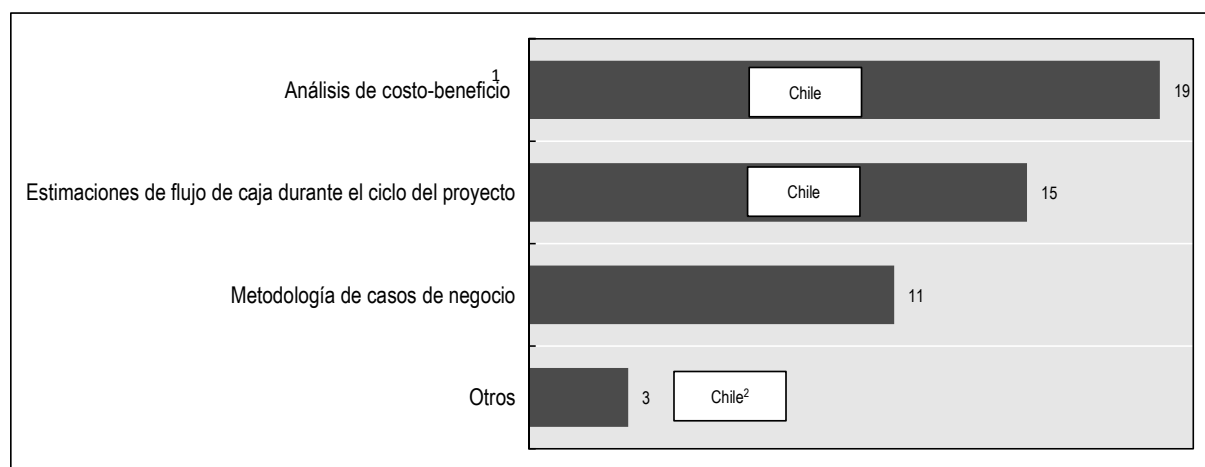 Análisis de costo-beneficio 1 Chile 19
Estimaciones de flujo de caja durante el ciclo del proyecto Chile 15
Metodología de casos de negocio 11
Otros 3 Chile²